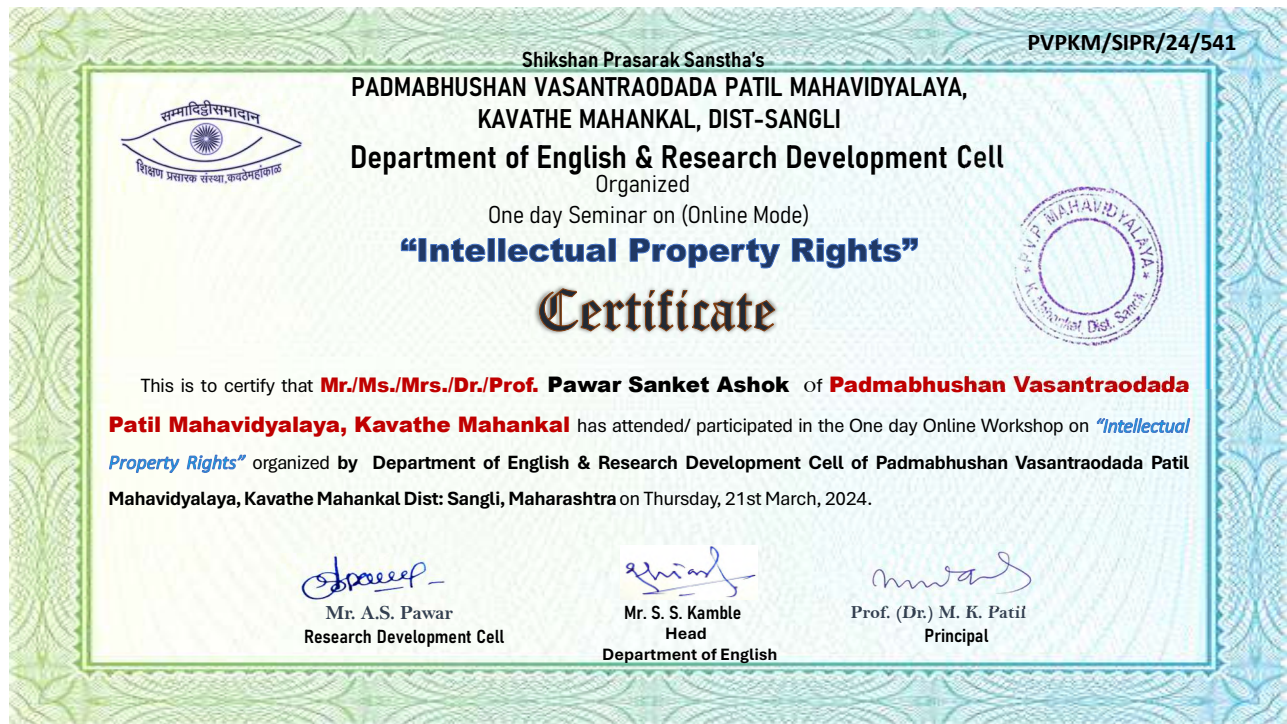 PVPKM/SIPR/24/541
Shikshan Prasarak Sanstha's
PADMABHUSHAN VASANTRAODADA PATIL MAHAVIDYALAYA,
KAVATHE MAHANKAL, DIST-SANGLI
सम्मादिट्ठीसमादान
शिक्षण प्रसारक संस्था,कवठेमहांकाळ
Department of English & Research Development Cell
Organized
One day Seminar on (Online Mode)
“Intellectual Property Rights”
P.V.P. MAHAVIDYALAYA
K. Mahankal, Dist. Sangli.
Certificate
This is to certify that Mr./Ms./Mrs./Dr./Prof. Pawar Sanket Ashok of Padmabhushan Vasantraodada
Patil Mahavidyalaya, Kavathe Mahankal has attended/ participated in the One day Online Workshop on “Intellectual
Property Rights” organized by Department of English & Research Development Cell of Padmabhushan Vasantraodada Patil
Mahavidyalaya, Kavathe Mahankal Dist: Sangli, Maharashtra on Thursday, 21st March, 2024.
Mr. A.S. Pawar
Research Development Cell
Mr. S. S. Kamble
Head
Department of English
Prof. (Dr.) M. K. Patil
Principal